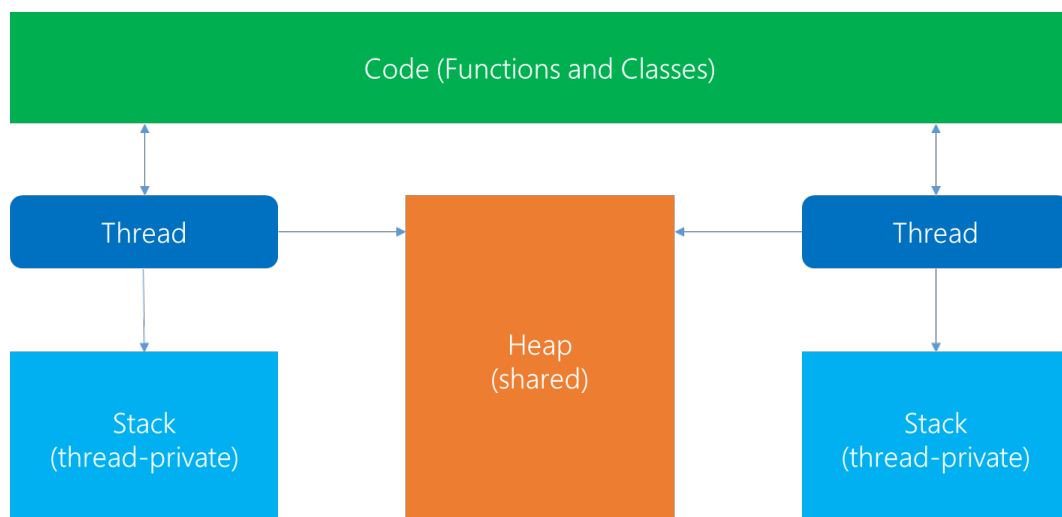 Code (Functions and Classes)
Thread
Thread
Heap
(shared)
Stack
(thread-private)
Stack
(thread-private)